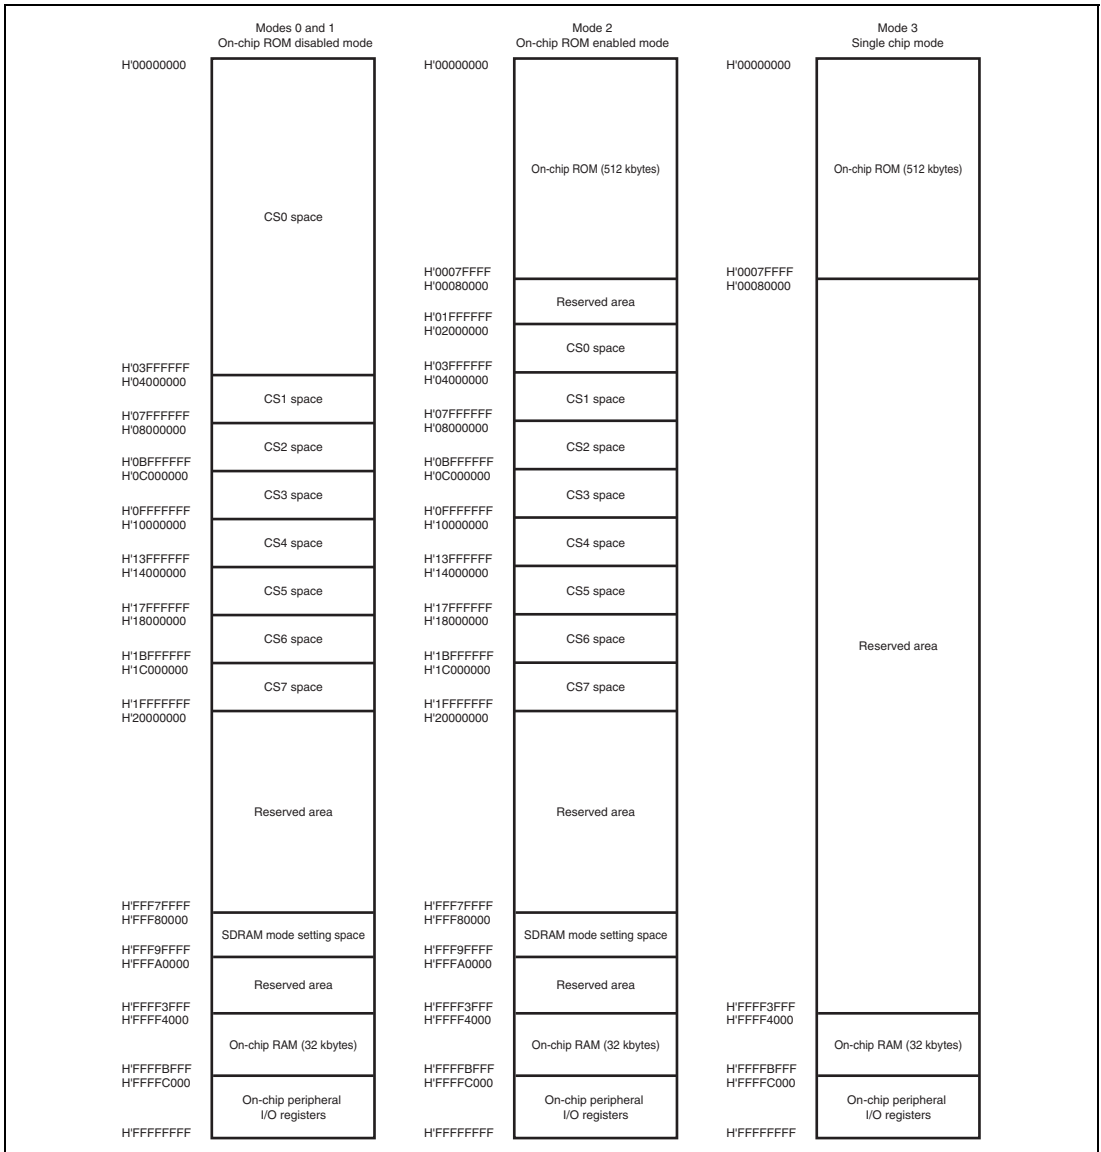 Modes 0 and 1
On-chip ROM disabled mode
H'00000000
CS0 space
H'03FFFFFF
H'04000000
CS1 space
H'07FFFFFF
H'08000000
CS2 space
H'0BFFFFFF
H'0C000000
CS3 space
H'0FFFFFFF
H'10000000
CS4 space
H'13FFFFFF
H'14000000
CS5 space
H'17FFFFFF
H'18000000
CS6 space
H'1BFFFFFF
H'1C000000
CS7 space
H'1FFFFFFF
H'20000000
Reserved area
H'FFF7FFFF
H'FFF80000
SDRAM mode setting space
H'FFF9FFFF
H'FFFA0000
Reserved area
H'FFFF3FFF
H'FFFF4000
On-chip RAM (32 kbytes)
H'FFFFBFFF
H'FFFFC000
On-chip peripheral
I/O registers
H'FFFFFFFF
Mode 2
On-chip ROM enabled mode
H'00000000
On-chip ROM (512 kbytes)
H'0007FFFF
H'00080000
Reserved area
H'01FFFFFF
H'02000000
CS0 space
H'03FFFFFF
H'04000000
CS1 space
H'07FFFFFF
H'08000000
CS2 space
H'0BFFFFFF
H'0C000000
CS3 space
H'0FFFFFFF
H'10000000
CS4 space
H'13FFFFFF
H'14000000
CS5 space
H'17FFFFFF
H'18000000
CS6 space
H'1BFFFFFF
H'1C000000
CS7 space
H'1FFFFFFF
H'20000000
Reserved area
H'FFF7FFFF
H'FFF80000
SDRAM mode setting space
H'FFF9FFFF
H'FFFA0000
Reserved area
H'FFFF3FFF
H'FFFF4000
On-chip RAM (32 kbytes)
H'FFFFBFFF
H'FFFFC000
On-chip peripheral
I/O registers
H'FFFFFFFF
Mode 3
Single chip mode
H'00000000
On-chip ROM (512 kbytes)
H'0007FFFF
H'00080000
Reserved area
H'FFFF3FFF
H'FFFF4000
On-chip RAM (32 kbytes)
H'FFFFBFFF
H'FFFFC000
On-chip peripheral
I/O registers
H'FFFFFFFF